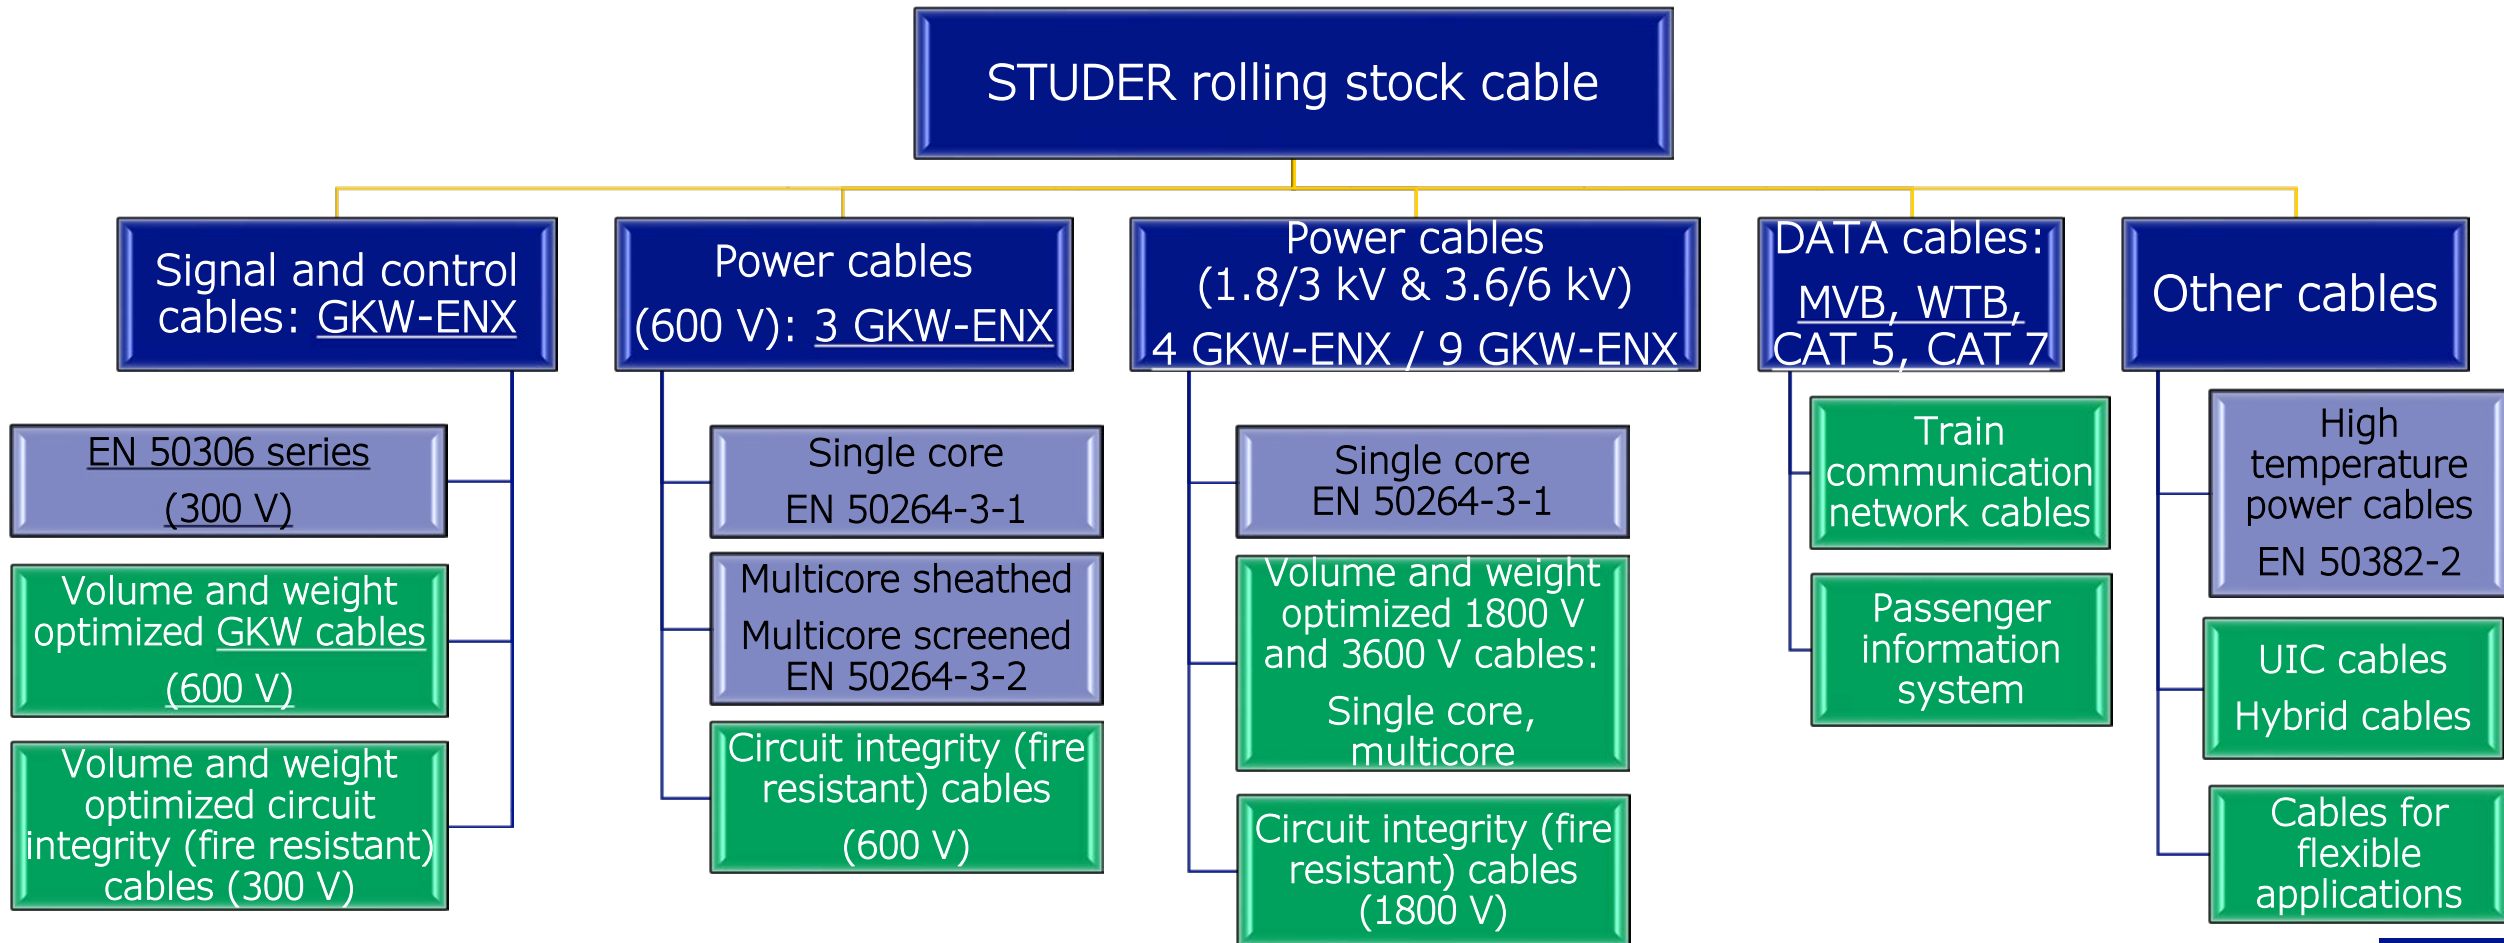 STUDER rolling stock cable
Signal and control
cables: GKW-ENX
EN 50306 series
(300 V)
Volume and weight
optimized GKW cables
(600 V)
Volume and weight
optimized circuit
integrity (fire resistant)
cables (300 V)
Power cables
(600 V): 3 GKW-ENX
Single core
EN 50264-3-1
Multicore sheathed
Multicore screened
EN 50264-3-2
Circuit integrity (fire
resistant) cables
(600 V)
Power cables
(1.8/3 kV & 3.6/6 kV)
4 GKW-ENX / 9 GKW-ENX
Single core
EN 50264-3-1
Volume and weight
optimized 1800 V
and 3600 V cables:
Single core,
multicore
Circuit integrity (fire
resistant) cables
(1800 V)
DATA cables:
MVB, WTB,
CAT 5, CAT 7
Train
communication
network cables
Passenger
information
system
Other cables
High
temperature
power cables
EN 50382-2
UIC cables
Hybrid cables
Cables for
flexible
applications